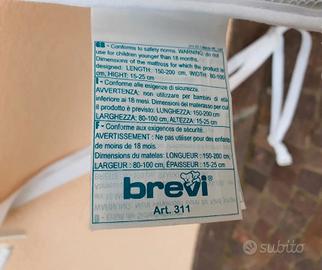 GB - Conforms to safety norms. WARNING: do not
use for children younger than 18 months.
Dimensions of the mattress for which the product is
designed: LENGTH: 150-200 cm, WIDTH: 80-100
cm, HIGHT: 15-25 cm
I - Conforme alle esigenze di sicurezza.
AVVERTENZA: non utilizzare per bambini di età
inferiore ai 18 mesi. Dimensioni del materasso per cui
il prodotto è previsto: LUNGHEZZA: 150-200 cm
LARGHEZZA: 80-100 cm, ALTEZZA: 15-25 cm
F - Conforme aux exigences de sécurité.
AVERTISSEMENT : Ne pas utiliser pour des enfants
de moins de 18 mois.
Dimensions du matelas: LONGUEUR : 150-200 cm,
LARGEUR : 80-100 cm, ÉPAISSEUR : 15-25 cm
brevi
Art. 311
subito